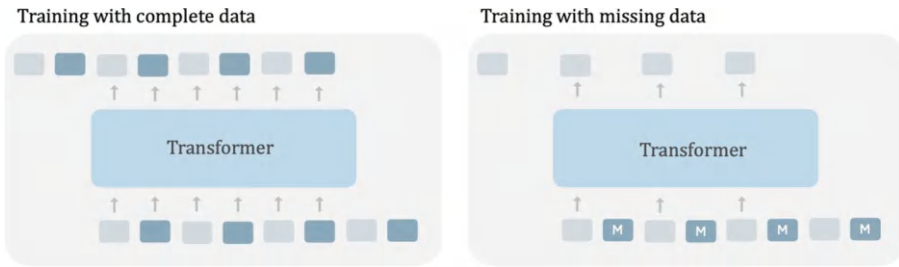 Training with complete data
Training with missing data
Transformer
Transformer
M M M M